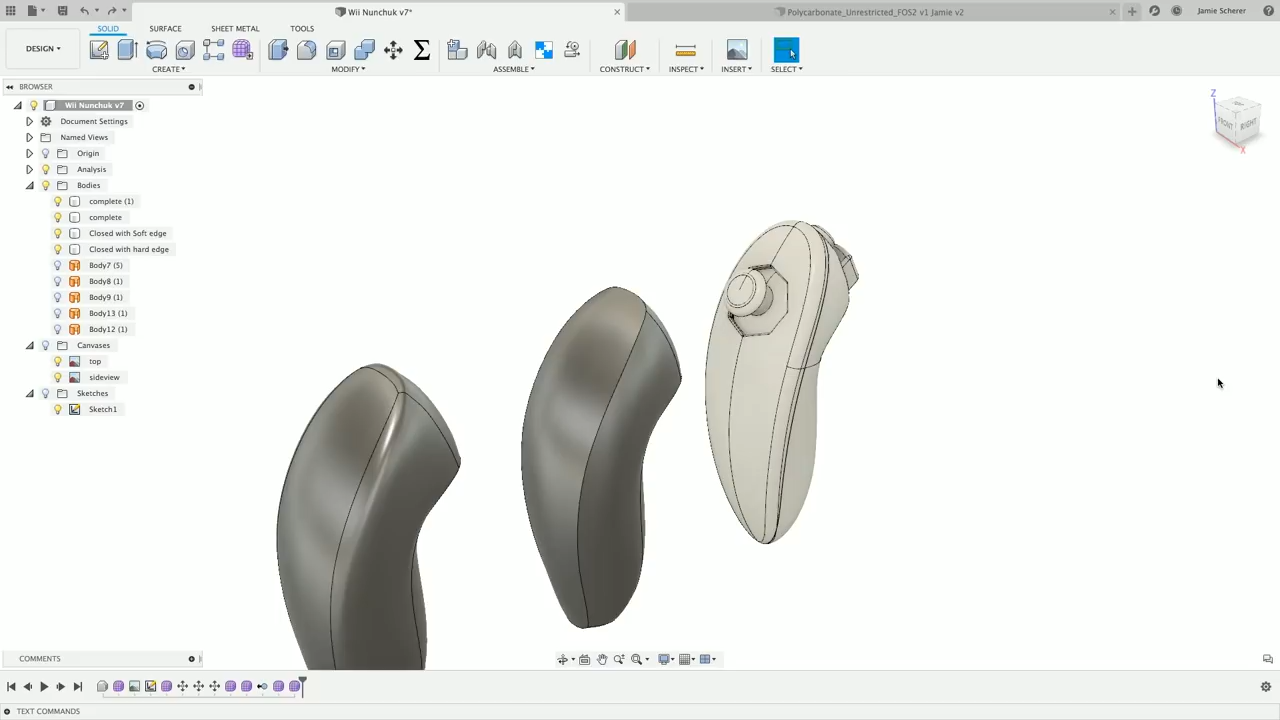 Wii Nunchuk v7*
Polycarbonate_Unrestricted_FOS2 v1 Jamie v2
Jamie Scherer
SOLID
SURFACE
SHEET METAL
TOOLS
DESIGN
CREATE
MODIFY
ASSEMBLE
CONSTRUCT
INSPECT
INSERT
SELECT
BROWSER
Wii Nunchuk v7
Document Settings
Named Views
Origin
Analysis
Bodies
complete (1)
complete
Closed with Soft edge
Closed with hard edge
Body7 (5)
Body8 (1)
Body9 (1)
Body13 (1)
Body12 (1)
Canvases
top
sideview
Sketches
Sketch1
Z
FRONT
RIGHT
X
COMMENTS
TEXT COMMANDS